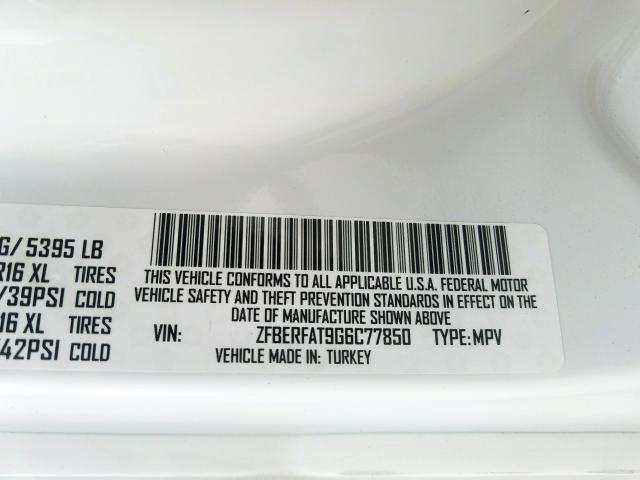 G/ 5395 LB
R16 XL TIRES
/39PSI COLD
16 XL TIRES
/42PSI COLD
THIS VEHICLE CONFORMS TO ALL APPLICABLE U.S.A. FEDERAL MOTOR
VEHICLE SAFETY AND THEFT PREVENTION STANDARDS IN EFFECT ON THE
DATE OF MANUFACTURE SHOWN ABOVE
VIN: ZFBERFAT9G6C77850 TYPE: MPV
VEHICLE MADE IN: TURKEY